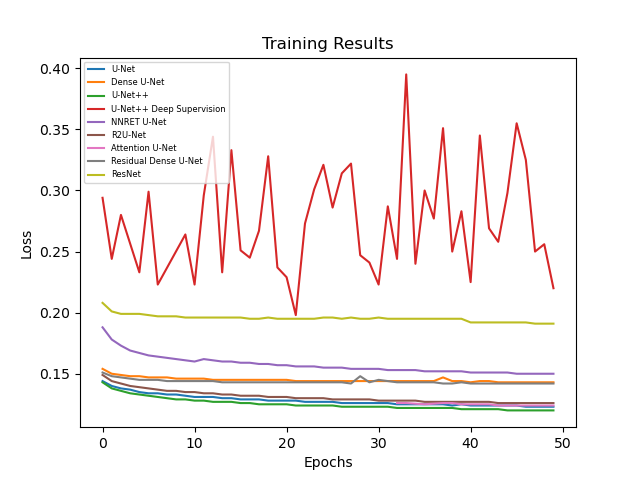 Training Results
Loss
0.40
0.35
0.30
0.25
0.20
0.15
U-Net
Dense U-Net
U-Net++
U-Net++ Deep Supervision
NNRET U-Net
R2U-Net
Attention U-Net
Residual Dense U-Net
ResNet
0
10
20
30
40
50
Epochs